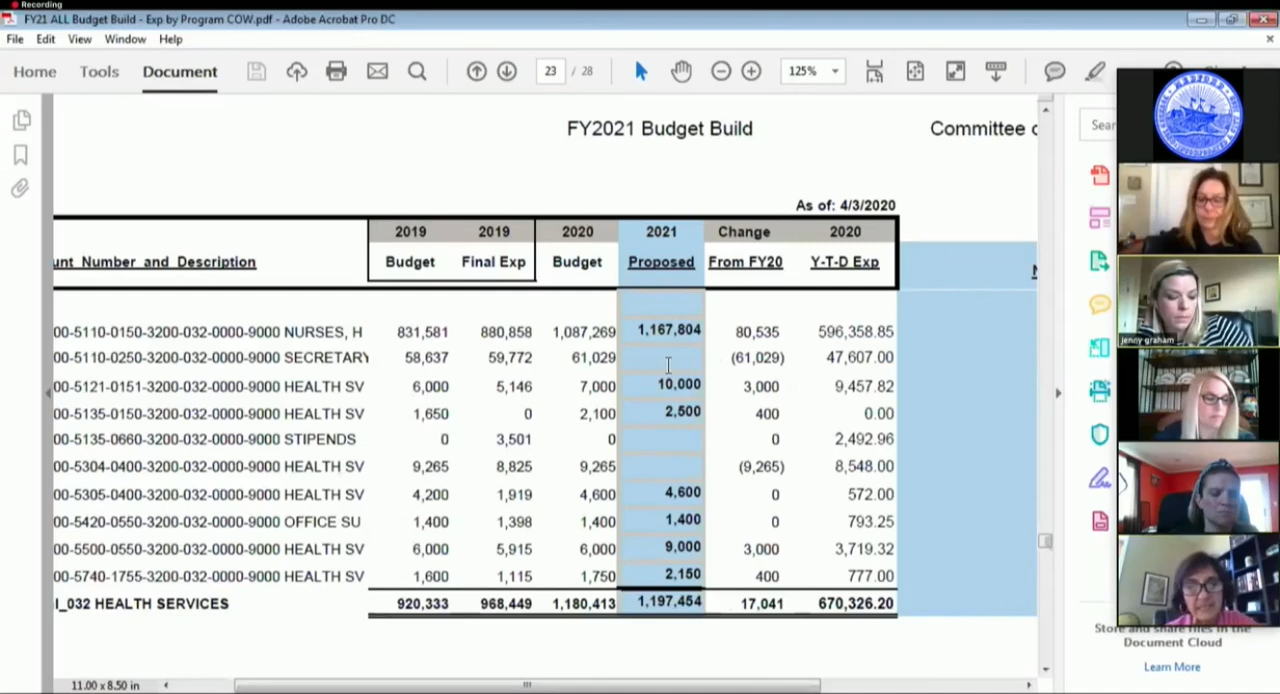 Recording
FY21 ALL Budget Build - Exp by Program COW.pdf - Adobe Acrobat Pro DC
File Edit View Window Help
Home Tools Document 23 / 28 125%
FY2021 Budget Build Committee o
Sear
As of: 4/3/2020
2019 2019 2020 2021 Change 2020
unt Number and Description Budget Final Exp Budget Proposed From FY20 Y-T-D Exp
00-5110-0150-3200-032-0000-9000 NURSES, H 831,581 880,858 1,087,269 1,167,804 80,535 596,358.85
00-5110-0250-3200-032-0000-9000 SECRETARY 58,637 59,772 61,029 (61,029) 47,607.00
00-5121-0151-3200-032-0000-9000 HEALTH SV 6,000 5,146 7,000 10,000 3,000 9,457.82
00-5135-0150-3200-032-0000-9000 HEALTH SV 1,650 0 2,100 2,500 400 0.00
00-5135-0660-3200-032-0000-9000 STIPENDS 0 3,501 0 0 2,492.96
00-5304-0400-3200-032-0000-9000 HEALTH SV 9,265 8,825 9,265 (9,265) 8,548.00
00-5305-0400-3200-032-0000-9000 HEALTH SV 4,200 1,919 4,600 4,600 0 572.00
00-5420-0550-3200-032-0000-9000 OFFICE SU 1,400 1,398 1,400 1,400 0 793.25
00-5500-0550-3200-032-0000-9000 HEALTH SV 6,000 5,915 6,000 9,000 3,000 3,719.32
00-5740-1755-3200-032-0000-9000 HEALTH SV 1,600 1,115 1,750 2,150 400 777.00
I_032 HEALTH SERVICES 920,333 968,449 1,180,413 1,197,454 17,041 670,326.20
jenny graham
Store and share files in the
Document Cloud
Learn More
11.00 x 8.50 in